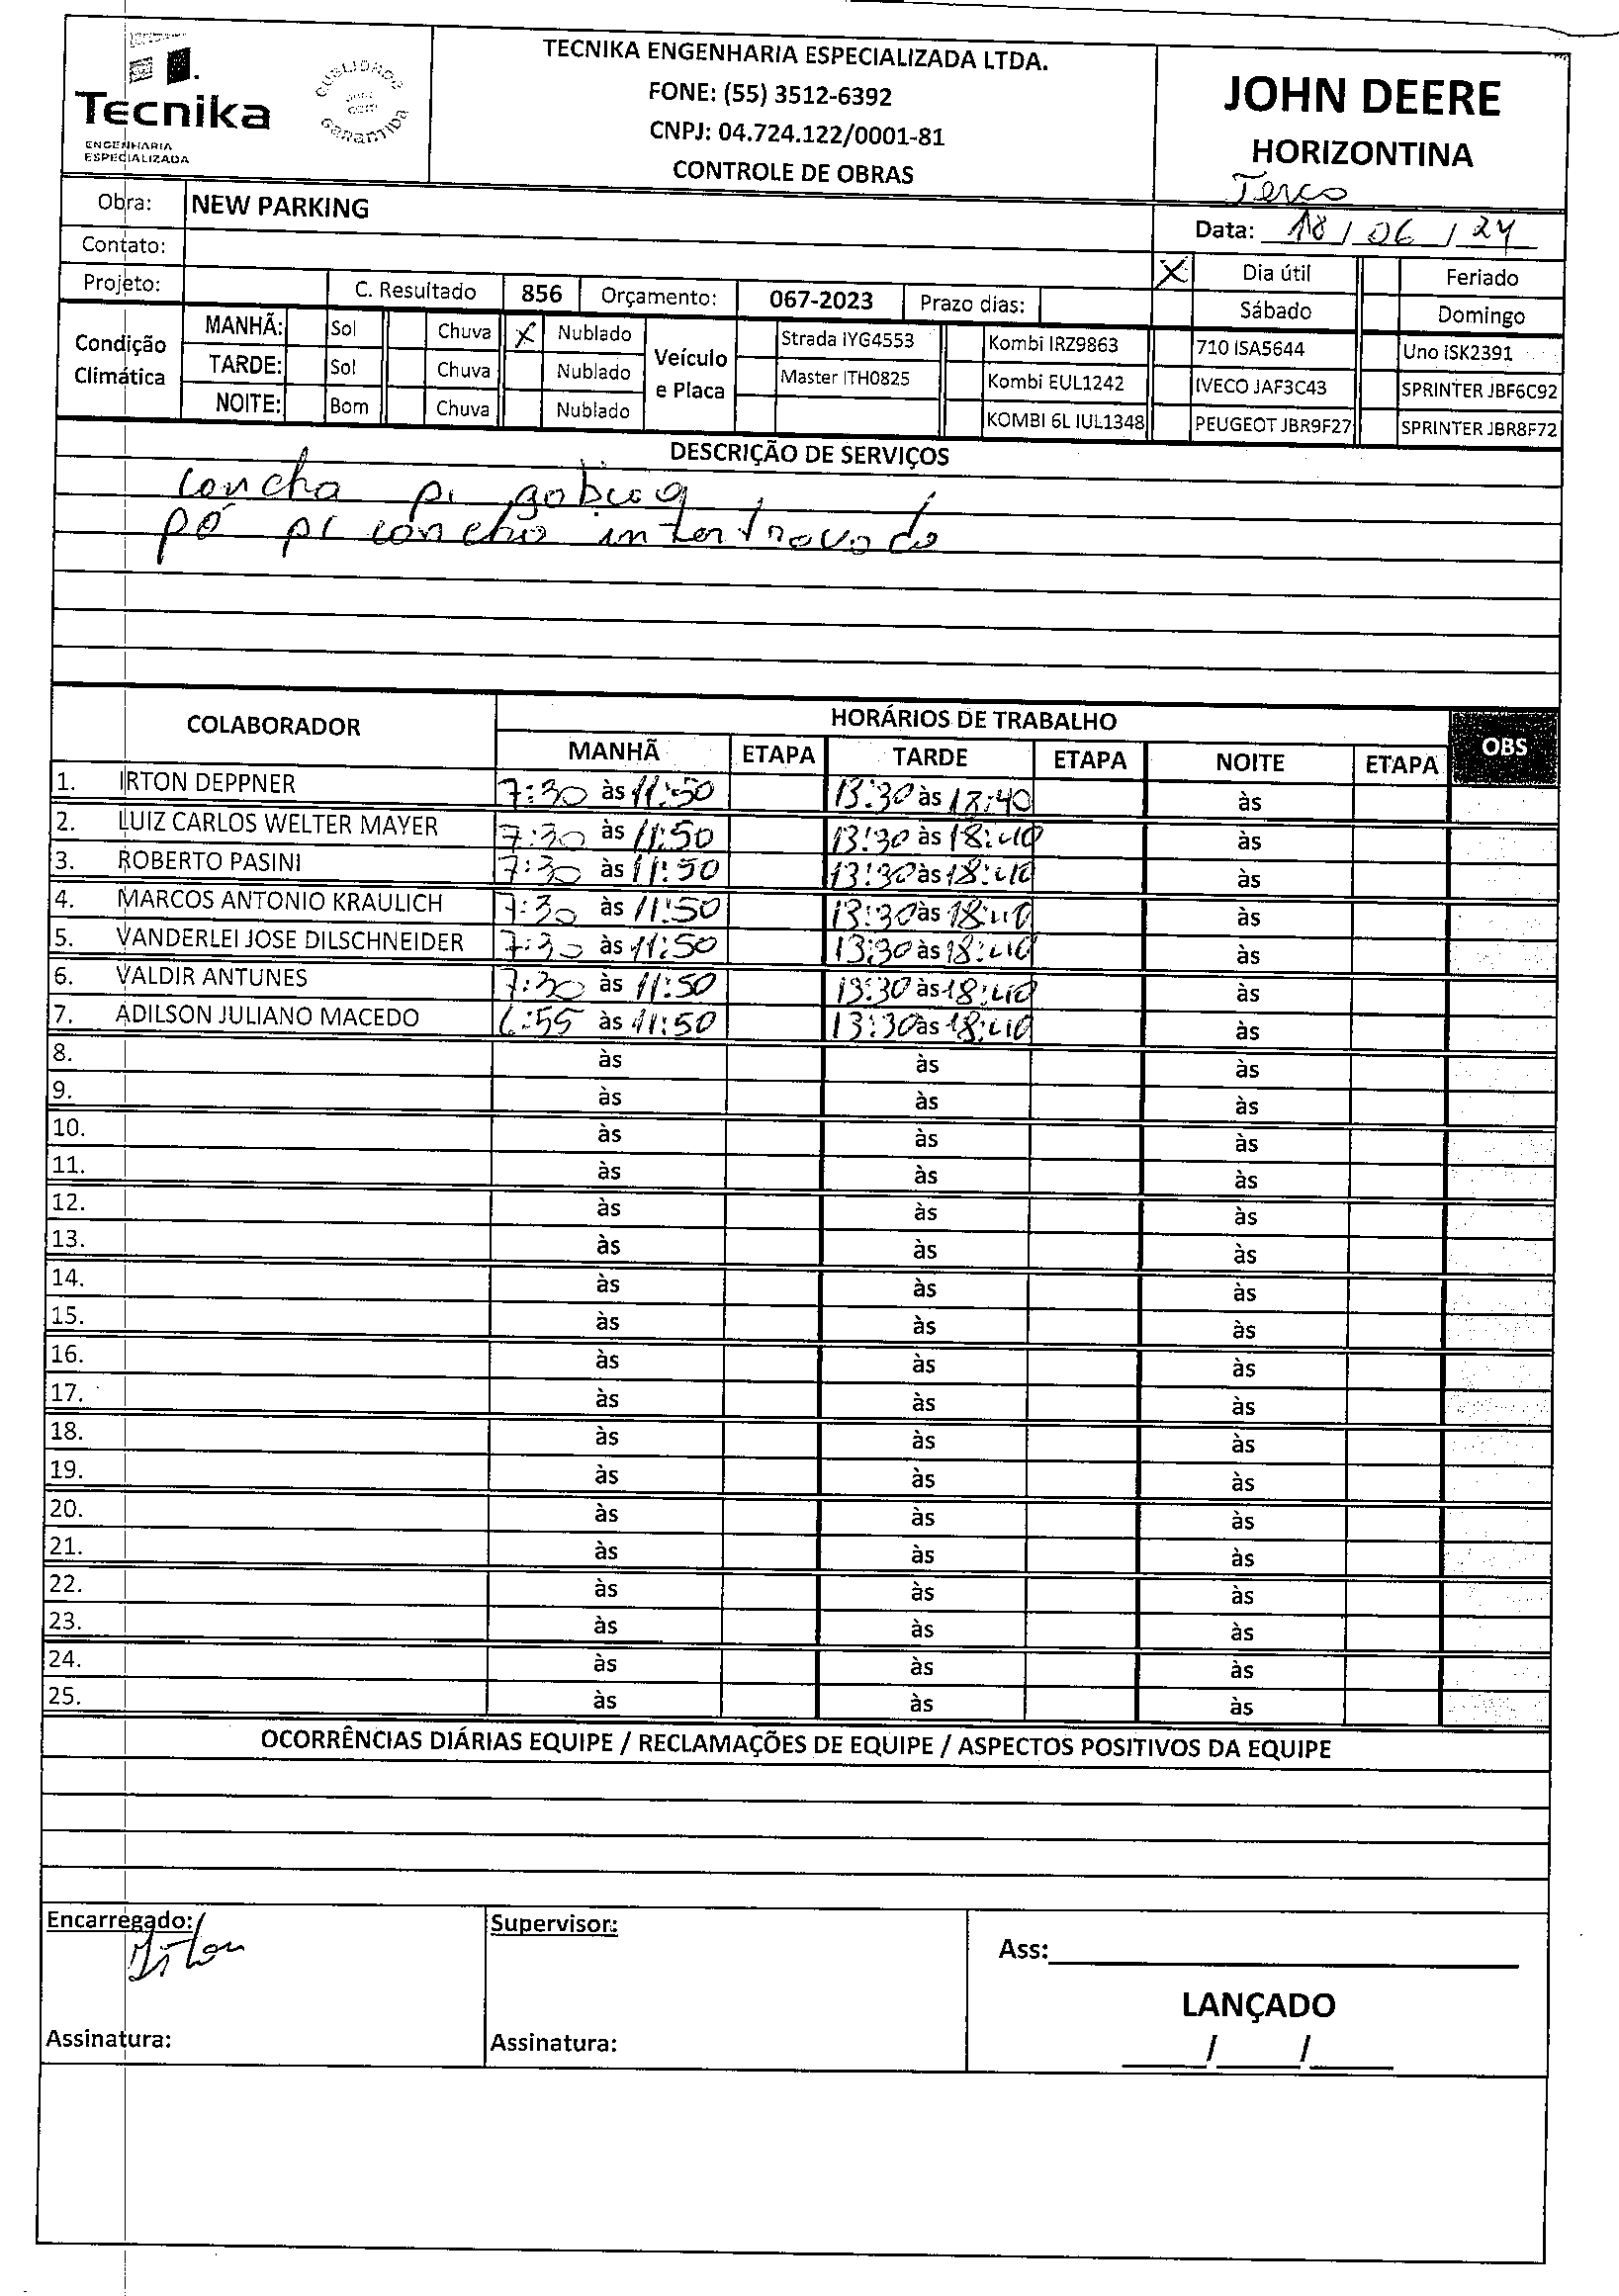 Tecnika
ENGENHARIA
ESPECIALIZADA
QUALIDADE
COM
GARANTIDA
TECNIKA ENGENHARIA ESPECIALIZADA LTDA.
FONE: (55) 3512-6392
CNPJ: 04.724.122/0001-81
CONTROLE DE OBRAS
JOHN DEERE
HORIZONTINA
Terco
Obra: NEW PARKING
Data: 18 / 06 / 24
Contato:
X Dia útil Feriado
Projeto: C. Resultado 856 Orçamento: 067-2023 Prazo dias: Sábado Domingo
Condição Climática
MANHÃ: Sol Chuva X Nublado
TARDE: Sol Chuva Nublado
NOITE: Bom Chuva Nublado
Veículo e Placa
Strada IYG4553 Kombi IRZ9863 710 ISA5644 Uno ISK2391
Master ITH0825 Kombi EUL1242 IVECO JAF3C43 SPRINTER JBF6C92
KOMBI 6L IUL1348 PEUGEOT JBR9F27 SPRINTER JBR8F72
DESCRIÇÃO DE SERVIÇOS
concha p/
pó p/ concha intertravado
COLABORADOR HORÁRIOS DE TRABALHO OBS
MANHÃ ETAPA TARDE ETAPA NOITE ETAPA
1. IRTON DEPPNER 7:30 às 11:50 13:30 às 18:40 às
2. LUIZ CARLOS WELTER MAYER 7:30 às 11:50 13:30 às 18:40 às
3. ROBERTO PASINI 7:30 às 11:50 13:30 às 18:40 às
4. MARCOS ANTONIO KRAULICH 7:30 às 11:50 13:30 às 18:40 às
5. VANDERLEI JOSE DILSCHNEIDER 7:30 às 11:50 13:30 às 18:40 às
6. VALDIR ANTUNES 7:30 às 11:50 13:30 às 18:40 às
7. ADILSON JULIANO MACEDO 6:55 às 11:50 13:30 às 18:40 às
8. às às às
9. às às às
10. às às às
11. às às às
12. às às às
13. às às às
14. às às às
15. às às às
16. às às às
17. às às às
18. às às às
19. às às às
20. às às às
21. às às às
22. às às às
23. às às às
24. às às às
25. às às às
OCORRÊNCIAS DIÁRIAS EQUIPE / RECLAMAÇÕES DE EQUIPE / ASPECTOS POSITIVOS DA EQUIPE
Encarregado: Irton
Supervisor:
Ass:
LANÇADO
Assinatura:
Assinatura:
/ /